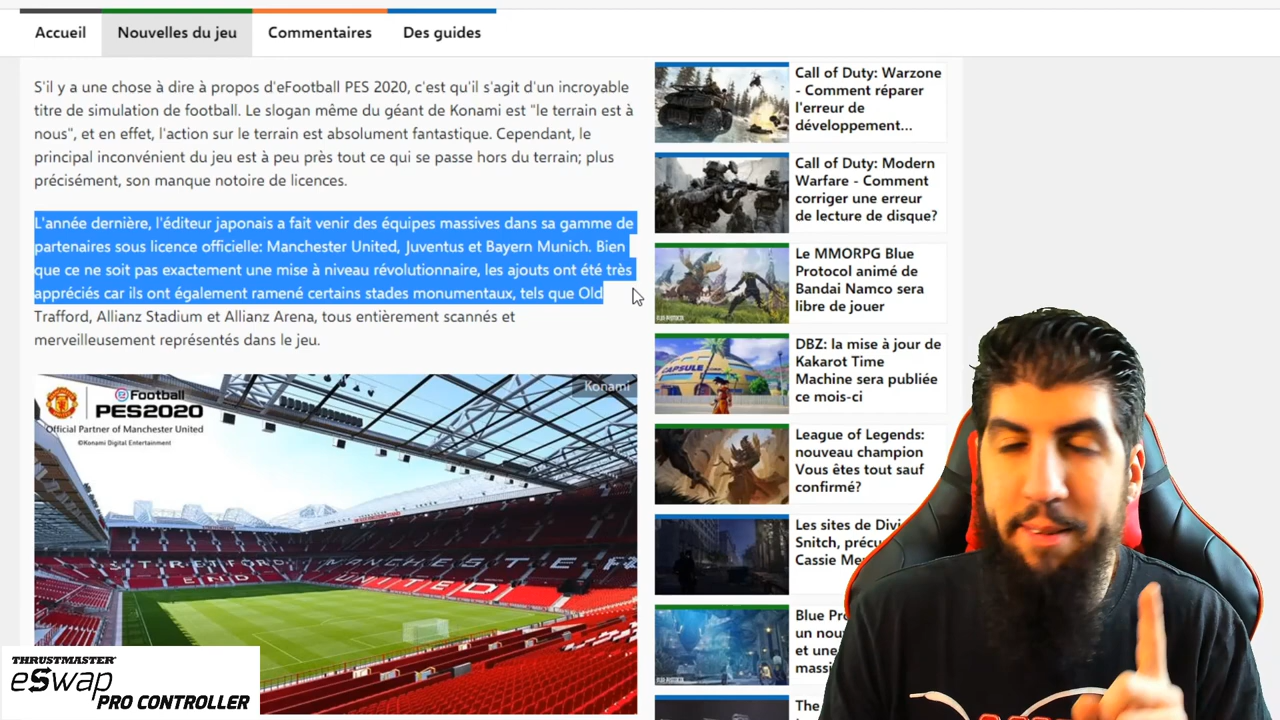 Accueil
Nouvelles du jeu
Commentaires
Des guides
S'il y a une chose à dire à propos d'eFootball PES 2020, c'est qu'il s'agit d'un incroyable
titre de simulation de football. Le slogan même du géant de Konami est "le terrain est à
nous", et en effet, l'action sur le terrain est absolument fantastique. Cependant, le
principal inconvénient du jeu est à peu près tout ce qui se passe hors du terrain; plus
précisément, son manque notoire de licences.
L'année dernière, l'éditeur japonais a fait venir des équipes massives dans sa gamme de
partenaires sous licence officielle: Manchester United, Juventus et Bayern Munich. Bien
que ce ne soit pas exactement une mise à niveau révolutionnaire, les ajouts ont été très
appréciés car ils ont également ramené certains stades monumentaux, tels que Old
Trafford, Allianz Stadium et Allianz Arena, tous entièrement scannés et
merveilleusement représentés dans le jeu.
Konami
eFootball
PES2020
Official Partner of Manchester United
©Konami Digital Entertainment
STRETFORD
END
MANCHESTER
UNITED
THRUSTMASTER
eSwap
PRO CONTROLLER
Call of Duty: Warzone
- Comment réparer
l'erreur de
développement...
Call of Duty: Modern
Warfare - Comment
corriger une erreur
de lecture de disque?
Le MMORPG Blue
Protocol animé de
Bandai Namco sera
libre de jouer
BLUE PROTOCOL
DBZ: la mise à jour de
Kakarot Time
Machine sera publiée
ce mois-ci
CAPSULE
League of Legends:
nouveau champion
Vous êtes tout sauf
confirmé?
Les sites de Divi
Snitch, précu
Cassie Me
Blue Pro
un nou
et une
massi
BLUE PROTOCOL
The